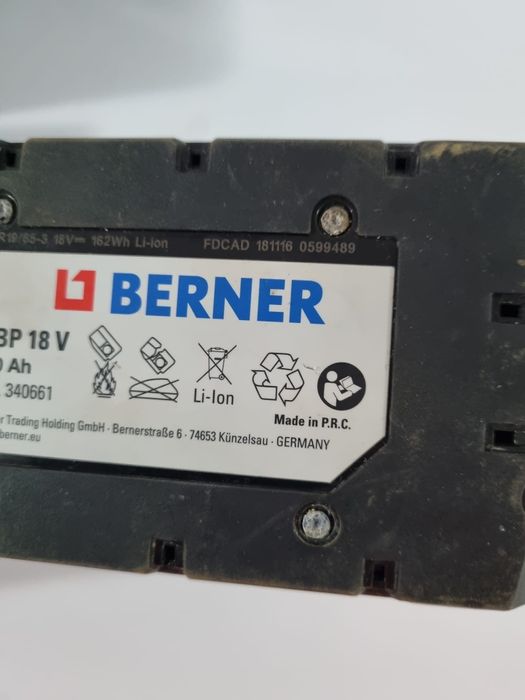 R19/65-3 18V⎓ 162Wh Li-ion FDCAD 181116 0599489
BERNER
BP 18 V
Ah
340661
Li-Ion
Made in P.R.C.
Trading Holding GmbH · Bernerstraße 6 · 74653 Künzelsau · GERMANY
berner.eu